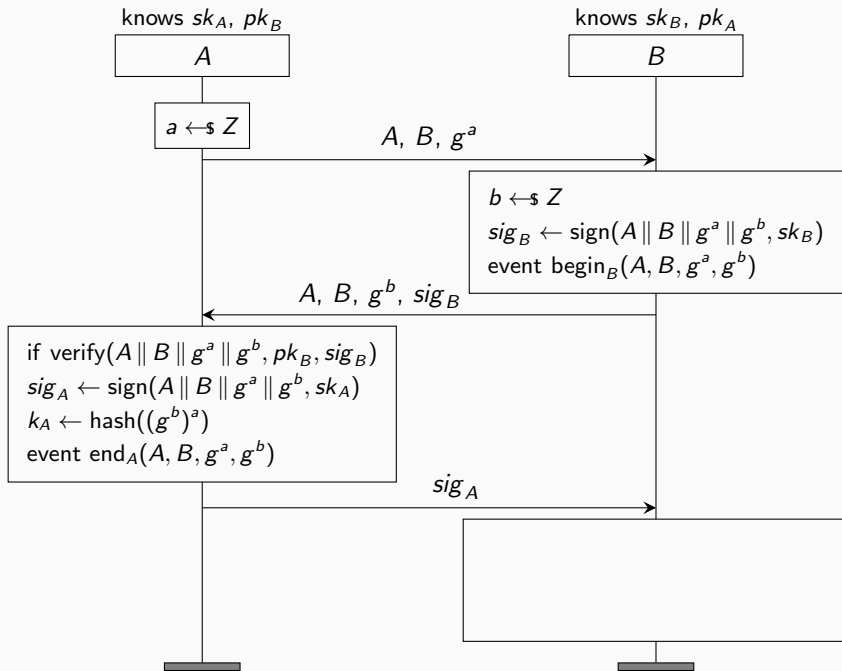 knows sk_A, pk_B
knows sk_B, pk_A
A
B
a ←$ Z
A, B, g^a
b ←$ Z
sig_B ← sign(A ∥ B ∥ g^a ∥ g^b, sk_B)
event begin_B(A, B, g^a, g^b)
A, B, g^b, sig_B
if verify(A ∥ B ∥ g^a ∥ g^b, pk_B, sig_B)
sig_A ← sign(A ∥ B ∥ g^a ∥ g^b, sk_A)
k_A ← hash((g^b)^a)
event end_A(A, B, g^a, g^b)
sig_A